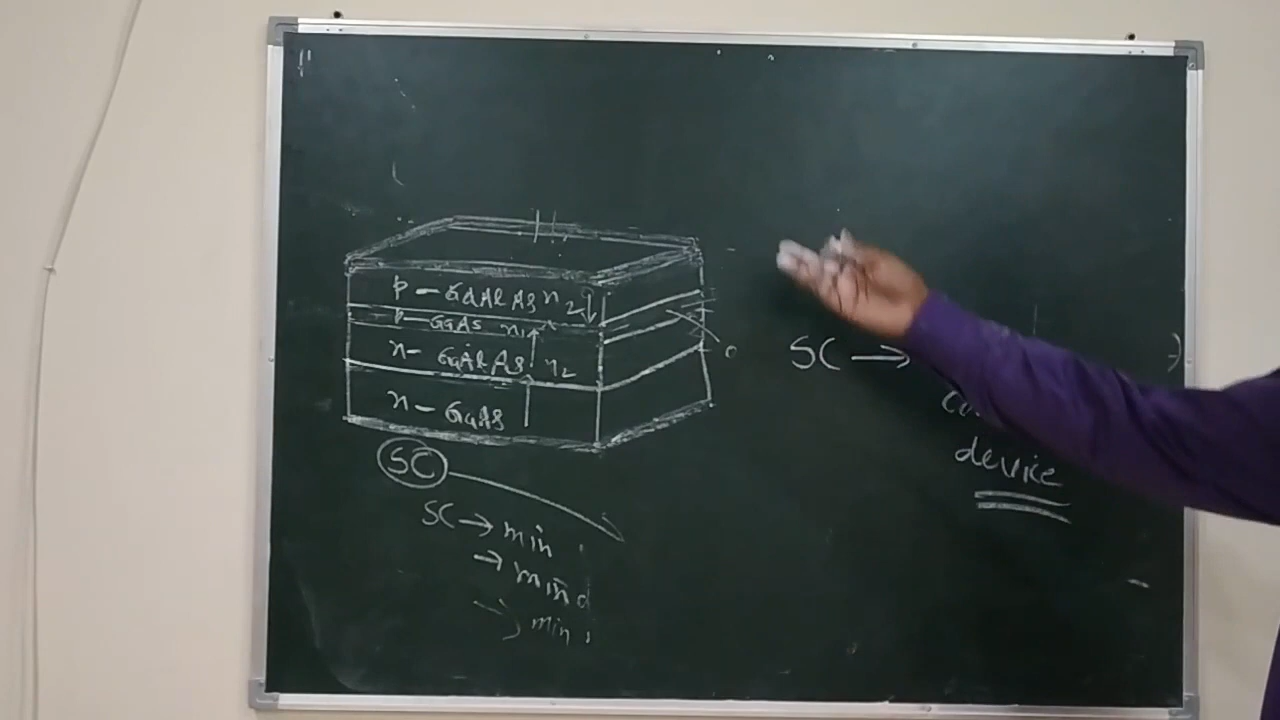 p - GaAlAs n2
p - GaAs n1
n - GaAlAs n2
n - GaAs
SC
SC → min
→ min d
→ min
SC →
device